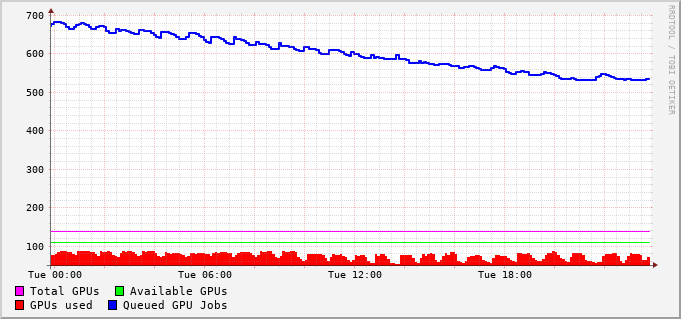 700
600
500
400
300
200
100
Tue 00:00 Tue 06:00 Tue 12:00 Tue 18:00
Total GPUs Available GPUs
GPUs used Queued GPU Jobs
RRDTOOL / TOBI OETIKER